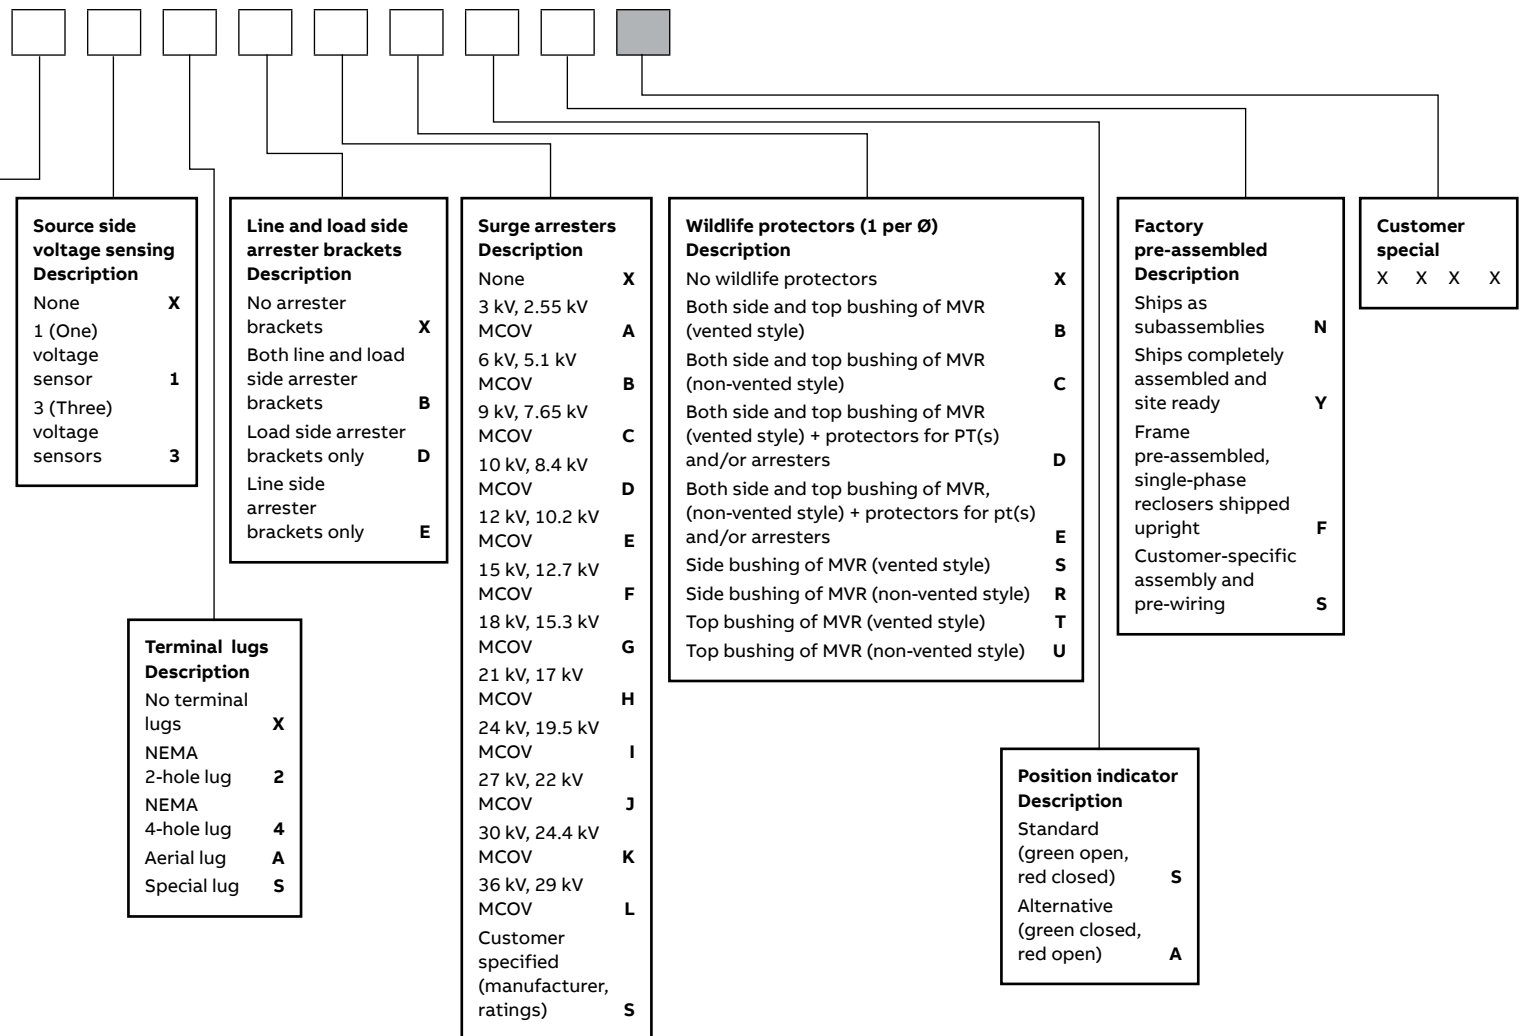 Source side
voltage sensing
Description
None X
1 (One)
voltage
sensor 1
3 (Three)
voltage
sensors 3
Line and load side
arrester brackets
Description
No arrester
brackets X
Both line and load
side arrester
brackets B
Load side arrester
brackets only D
Line side
arrester
brackets only E
Surge arresters
Description
None X
3 kV, 2.55 kV
MCOV A
6 kV, 5.1 kV
MCOV B
9 kV, 7.65 kV
MCOV C
10 kV, 8.4 kV
MCOV D
12 kV, 10.2 kV
MCOV E
15 kV, 12.7 kV
MCOV F
18 kV, 15.3 kV
MCOV G
21 kV, 17 kV
MCOV H
24 kV, 19.5 kV
MCOV I
27 kV, 22 kV
MCOV J
30 kV, 24.4 kV
MCOV K
36 kV, 29 kV
MCOV L
Customer
specified
(manufacturer,
ratings) S
Wildlife protectors (1 per Ø)
Description
No wildlife protectors X
Both side and top bushing of MVR
(vented style) B
Both side and top bushing of MVR
(non-vented style) C
Both side and top bushing of MVR
(vented style) + protectors for PT(s)
and/or arresters D
Both side and top bushing of MVR,
(non-vented style) + protectors for pt(s)
and/or arresters E
Side bushing of MVR (vented style) S
Side bushing of MVR (non-vented style) R
Top bushing of MVR (vented style) T
Top bushing of MVR (non-vented style) U
Factory
pre-assembled
Description
Ships as
subassemblies N
Ships completely
assembled and
site ready Y
Frame
pre-assembled,
single-phase
reclosers shipped
upright F
Customer-specific
assembly and
pre-wiring S
Customer
special
X X X X
Terminal lugs
Description
No terminal
lugs X
NEMA
2-hole lug 2
NEMA
4-hole lug 4
Aerial lug A
Special lug S
Position indicator
Description
Standard
(green open,
red closed) S
Alternative
(green closed,
red open) A